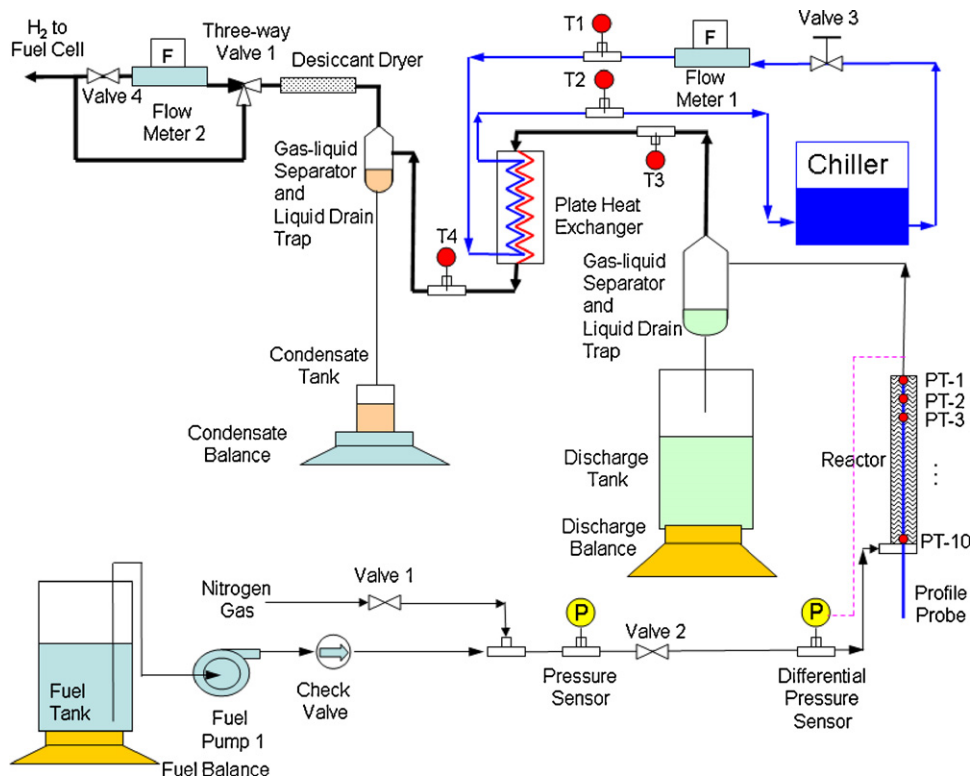 H2 to
Fuel Cell
F
Three-way
Valve 1
Desiccant Dryer
Valve 4
Flow
Meter 2
T1
F
Valve 3
T2
Flow
Meter 1
Gas-liquid
Separator
and
Liquid Drain
Trap
T3
Chiller
Plate Heat
Exchanger
T4
Gas-liquid
Separator
and
Liquid Drain
Trap
Condensate
Tank
Condensate
Balance
PT-1
PT-2
PT-3
Reactor
...
PT-10
Discharge
Tank
Discharge
Balance
Profile
Probe
Nitrogen
Gas
Valve 1
P
Valve 2
P
Fuel
Tank
Fuel
Pump 1
Check
Valve
Pressure
Sensor
Differential
Pressure
Sensor
Fuel Balance